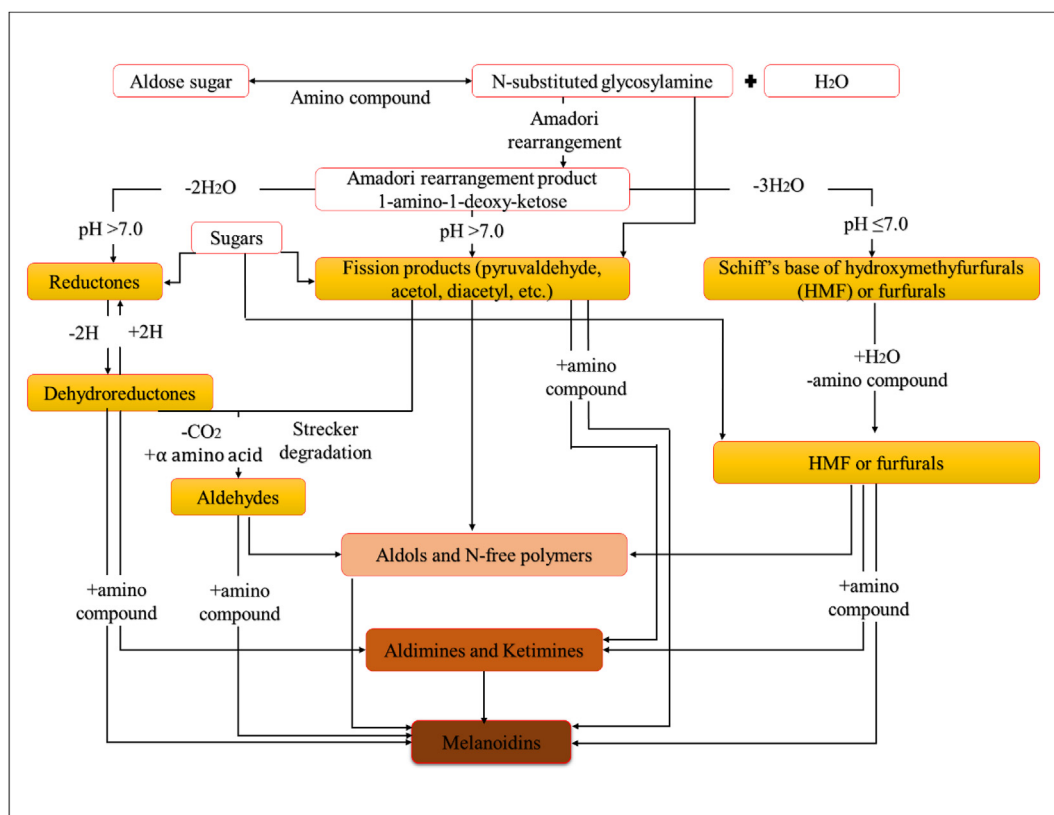 Aldose sugar
Amino compound
N-substituted glycosylamine
+
H2O
Amadori
rearrangement
-2H2O
Amadori rearrangement product
1-amino-1-deoxy-ketose
-3H2O
pH >7.0
Sugars
pH >7.0
pH ≤7.0
Reductones
Fission products (pyruvaldehyde,
acetol, diacetyl, etc.)
Schiff's base of hydroxymethyfurfurals
(HMF) or furfurals
-2H
+2H
+amino
compound
+H2O
-amino compound
Dehydroreductones
-CO2
+α amino acid
Strecker
degradation
HMF or furfurals
Aldehydes
Aldols and N-free polymers
+amino
compound
+amino
compound
+amino
compound
Aldimines and Ketimines
Melanoidins